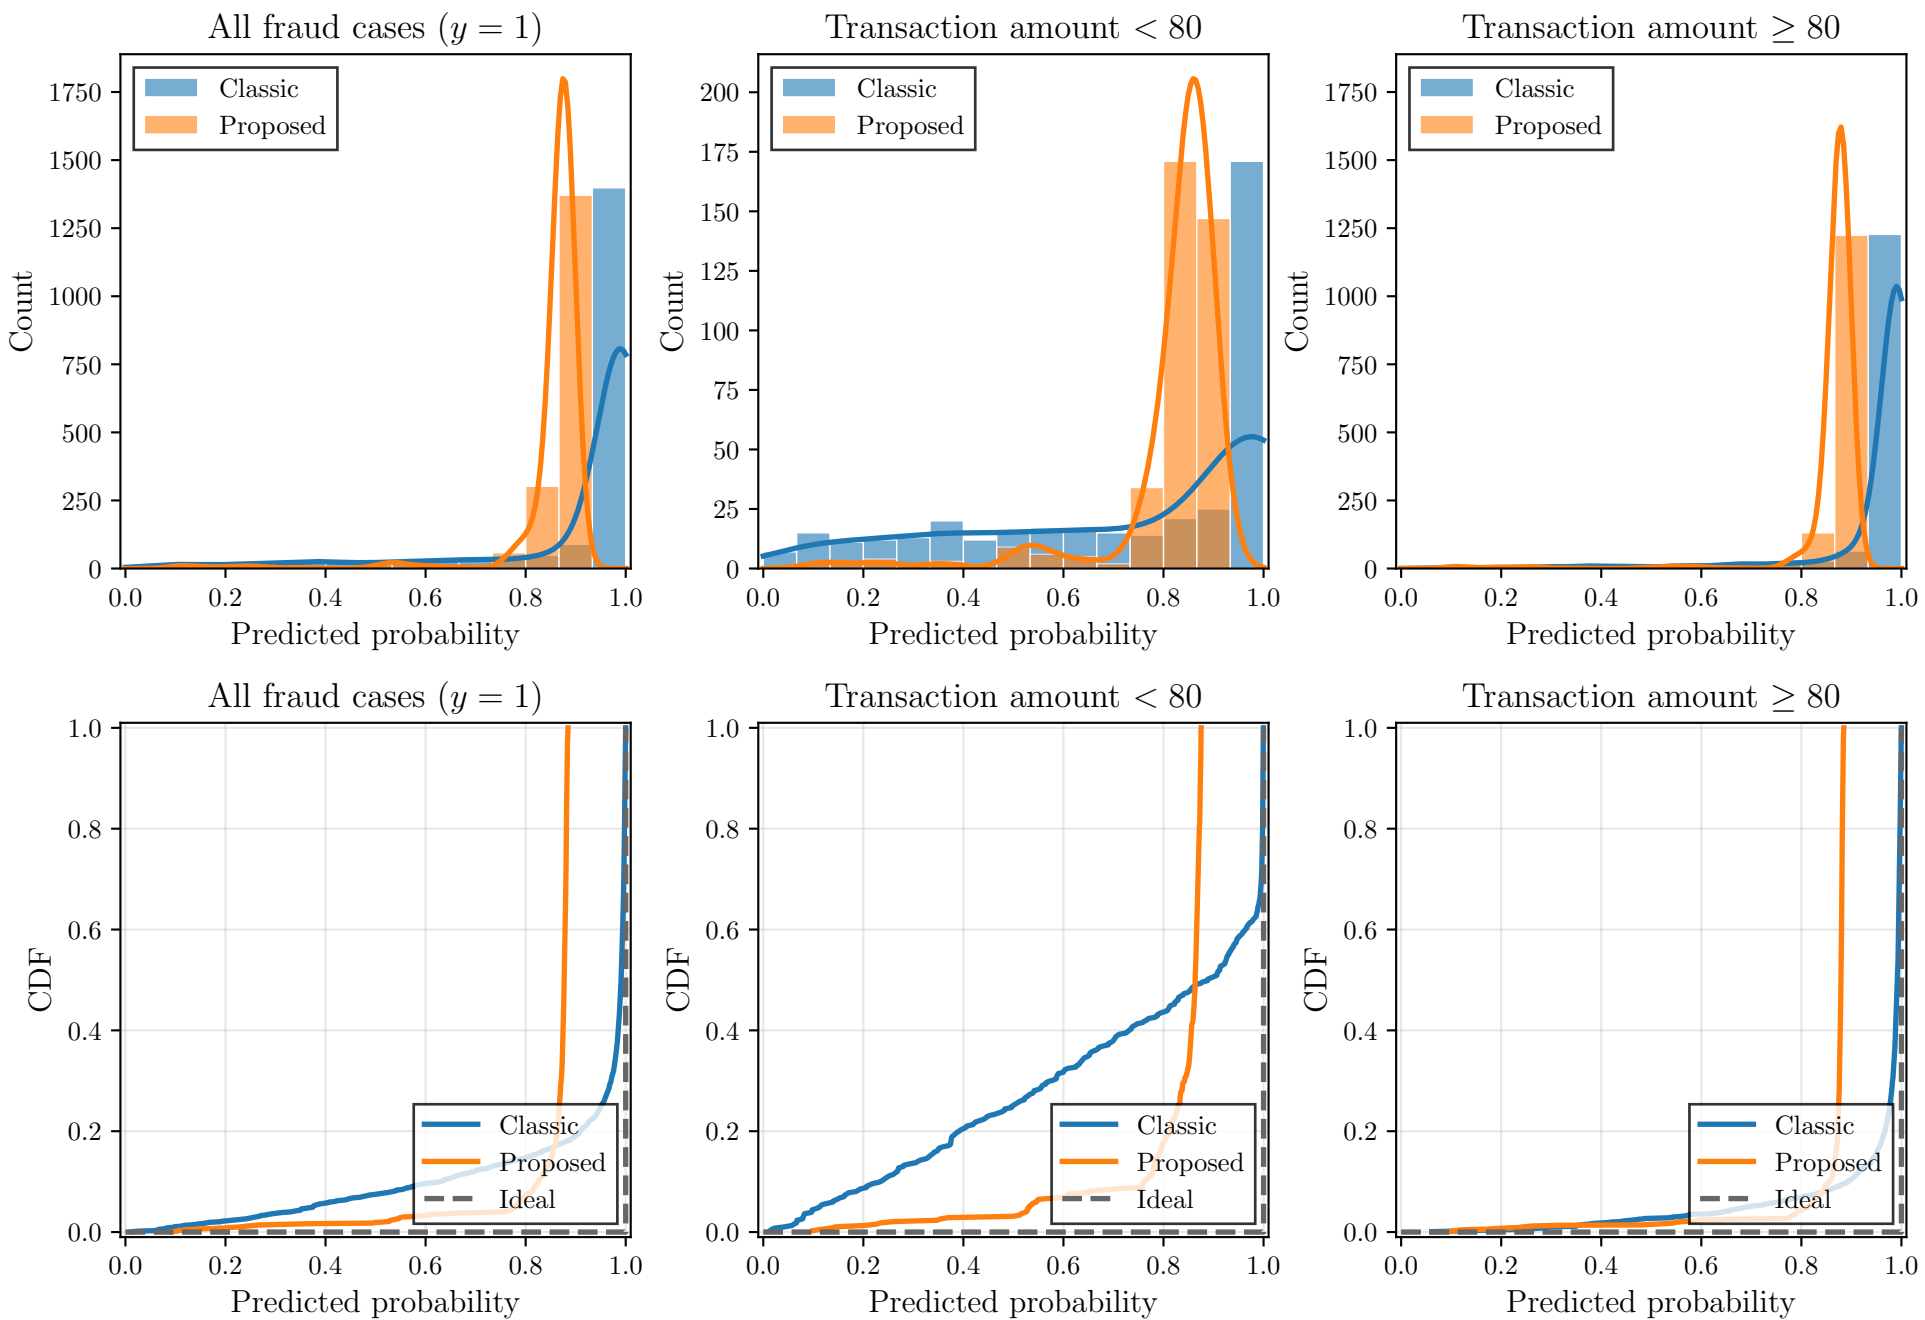 All fraud cases (y = 1)
Transaction amount < 80
Transaction amount ≥ 80
Classic
Proposed
Classic
Proposed
Classic
Proposed
Count
1750
1500
1250
1000
750
500
250
0
Count
200
175
150
125
100
75
50
25
0
Count
1750
1500
1250
1000
750
500
250
0
0.0 0.2 0.4 0.6 0.8 1.0
0.0 0.2 0.4 0.6 0.8 1.0
0.0 0.2 0.4 0.6 0.8 1.0
Predicted probability
Predicted probability
Predicted probability
All fraud cases (y = 1)
Transaction amount < 80
Transaction amount ≥ 80
CDF
1.0
0.8
0.6
0.4
0.2
0.0
CDF
1.0
0.8
0.6
0.4
0.2
0.0
CDF
1.0
0.8
0.6
0.4
0.2
0.0
Classic
Proposed
Ideal
Classic
Proposed
Ideal
Classic
Proposed
Ideal
0.0 0.2 0.4 0.6 0.8 1.0
0.0 0.2 0.4 0.6 0.8 1.0
0.0 0.2 0.4 0.6 0.8 1.0
Predicted probability
Predicted probability
Predicted probability